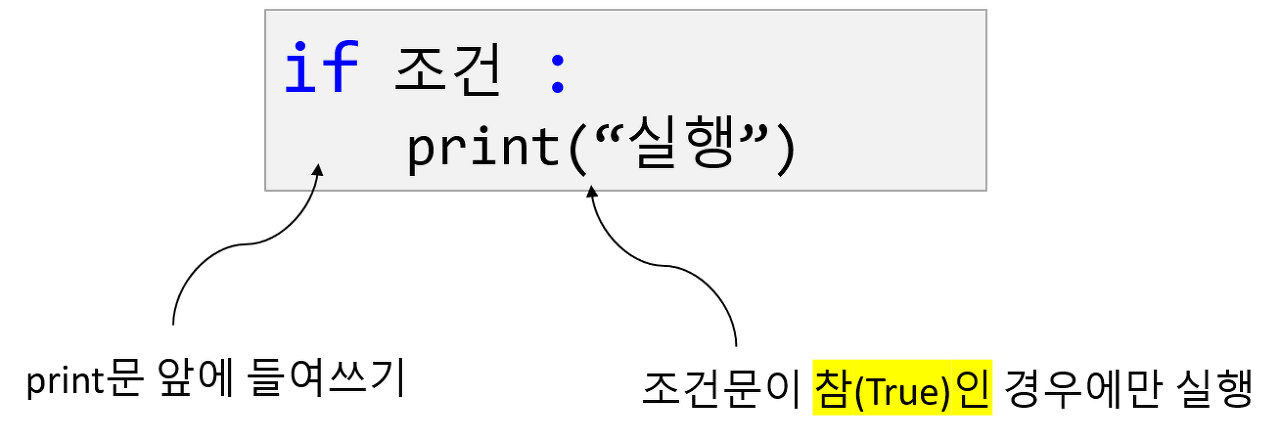 if 조건 :
print(“실행”)
print문 앞에 들여쓰기
조건문이 참(True)인 경우에만 실행